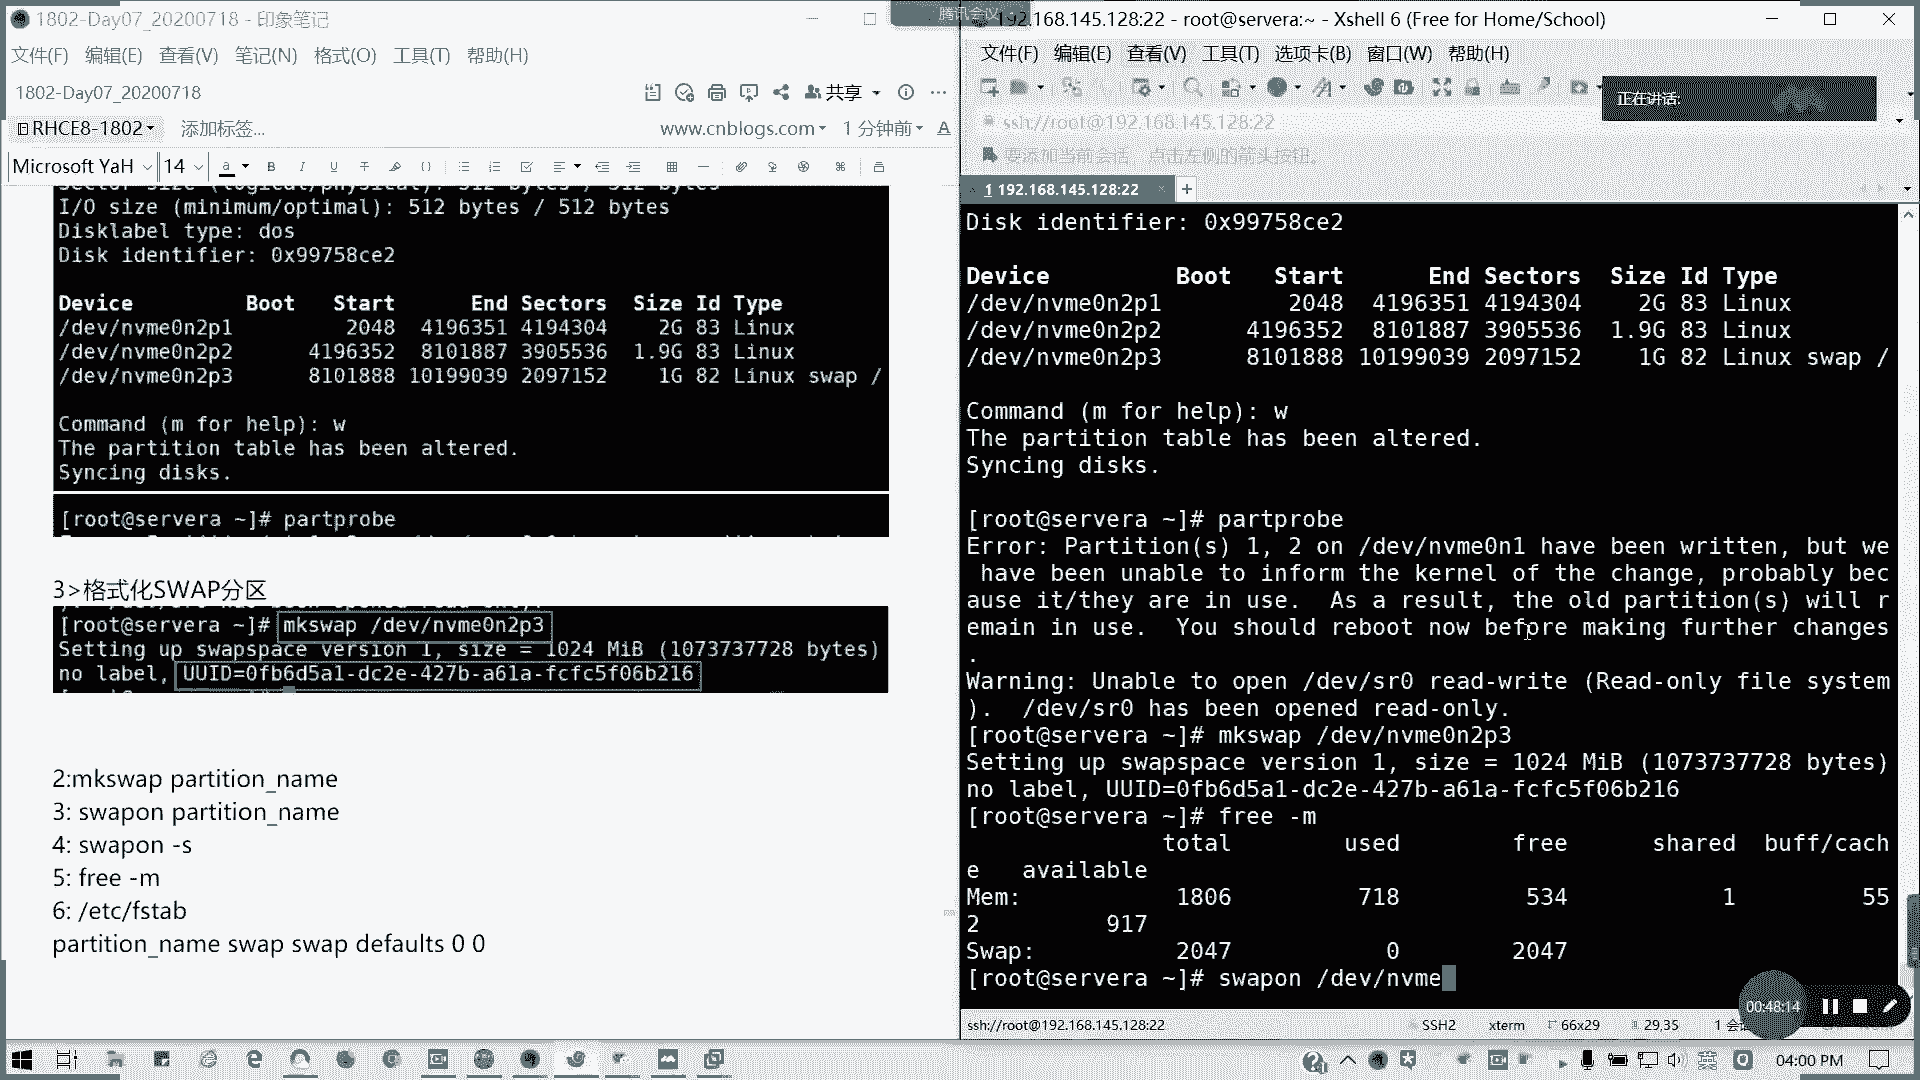 1802-Day07_20200718 - 印象笔记
文件(F) 编辑(E) 查看(V) 笔记(N) 格式(O) 工具(T) 帮助(H)
1802-Day07_20200718
共享
RHCE8-1802
添加标签...
www.cnblogs.com
1 分钟前
Microsoft YaH
14
I/O size (minimum/optimal): 512 bytes / 512 bytes
Disklabel type: dos
Disk identifier: 0x99758ce2
Device Boot Start End Sectors Size Id Type
/dev/nvme0n2p1 2048 4196351 4194304 2G 83 Linux
/dev/nvme0n2p2 4196352 8101887 3905536 1.9G 83 Linux
/dev/nvme0n2p3 8101888 10199039 2097152 1G 82 Linux swap /
Command (m for help): w
The partition table has been altered.
Syncing disks.
[root@servera ~]# partprobe
3>格式化SWAP分区
[root@servera ~]# mkswap /dev/nvme0n2p3
Setting up swapspace version 1, size = 1024 MiB (1073737728 bytes)
no label, UUID=0fb6d5a1-dc2e-427b-a61a-fcfc5f06b216
2:mkswap partition_name
3: swapon partition_name
4: swapon -s
5: free -m
6: /etc/fstab
partition_name swap swap defaults 0 0
腾讯会议
192.168.145.128:22 - root@servera:~ - Xshell 6 (Free for Home/School)
文件(F) 编辑(E) 查看(V) 工具(T) 选项卡(B) 窗口(W) 帮助(H)
正在讲话:
ssh://root@192.168.145.128:22
要添加当前会话，点击左侧的箭头按钮。
1 192.168.145.128:22
Disk identifier: 0x99758ce2
Device Boot Start End Sectors Size Id Type
/dev/nvme0n2p1 2048 4196351 4194304 2G 83 Linux
/dev/nvme0n2p2 4196352 8101887 3905536 1.9G 83 Linux
/dev/nvme0n2p3 8101888 10199039 2097152 1G 82 Linux swap /
Command (m for help): w
The partition table has been altered.
Syncing disks.
[root@servera ~]# partprobe
Error: Partition(s) 1, 2 on /dev/nvme0n1 have been written, but we
have been unable to inform the kernel of the change, probably bec
ause it/they are in use.  As a result, the old partition(s) will r
emain in use.  You should reboot now before making further changes
.
Warning: Unable to open /dev/sr0 read-write (Read-only file system
).  /dev/sr0 has been opened read-only.
[root@servera ~]# mkswap /dev/nvme0n2p3
Setting up swapspace version 1, size = 1024 MiB (1073737728 bytes)
no label, UUID=0fb6d5a1-dc2e-427b-a61a-fcfc5f06b216
[root@servera ~]# free -m
total used free shared buff/cach
e available
Mem: 1806 718 534 1 55
2 917
Swap: 2047 0 2047
[root@servera ~]# swapon /dev/nvme
00:48:14
ssh://root@192.168.145.128:22 SSH2 xterm 66x29 29,35
04:00 PM